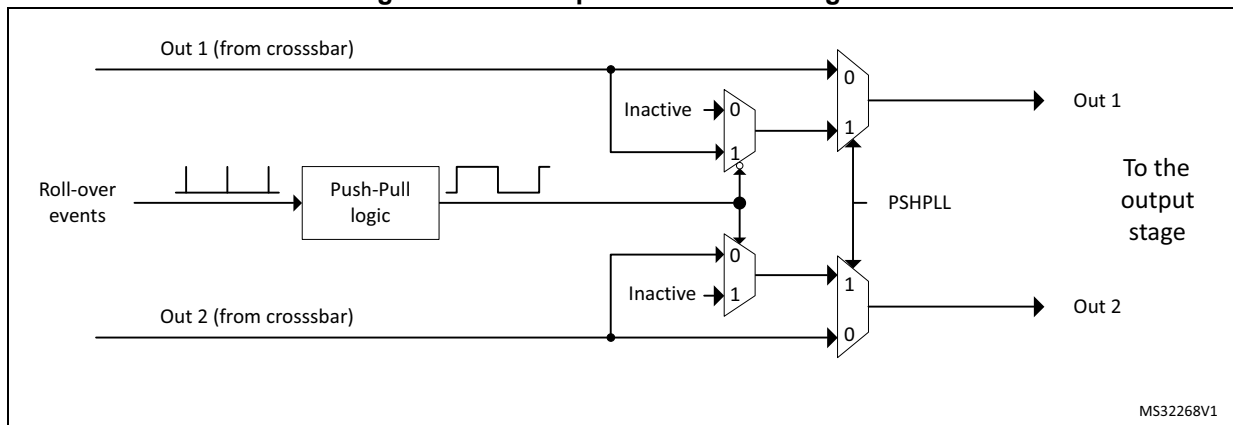 Out 1 (from crosssbar)
0
Inactive
0
Out 1
1
1
Roll-over
events
Push-Pull
logic
PSHPLL
To the
output
stage
0
1
Inactive
1
Out 2 (from crosssbar)
0
Out 2
MS32268V1